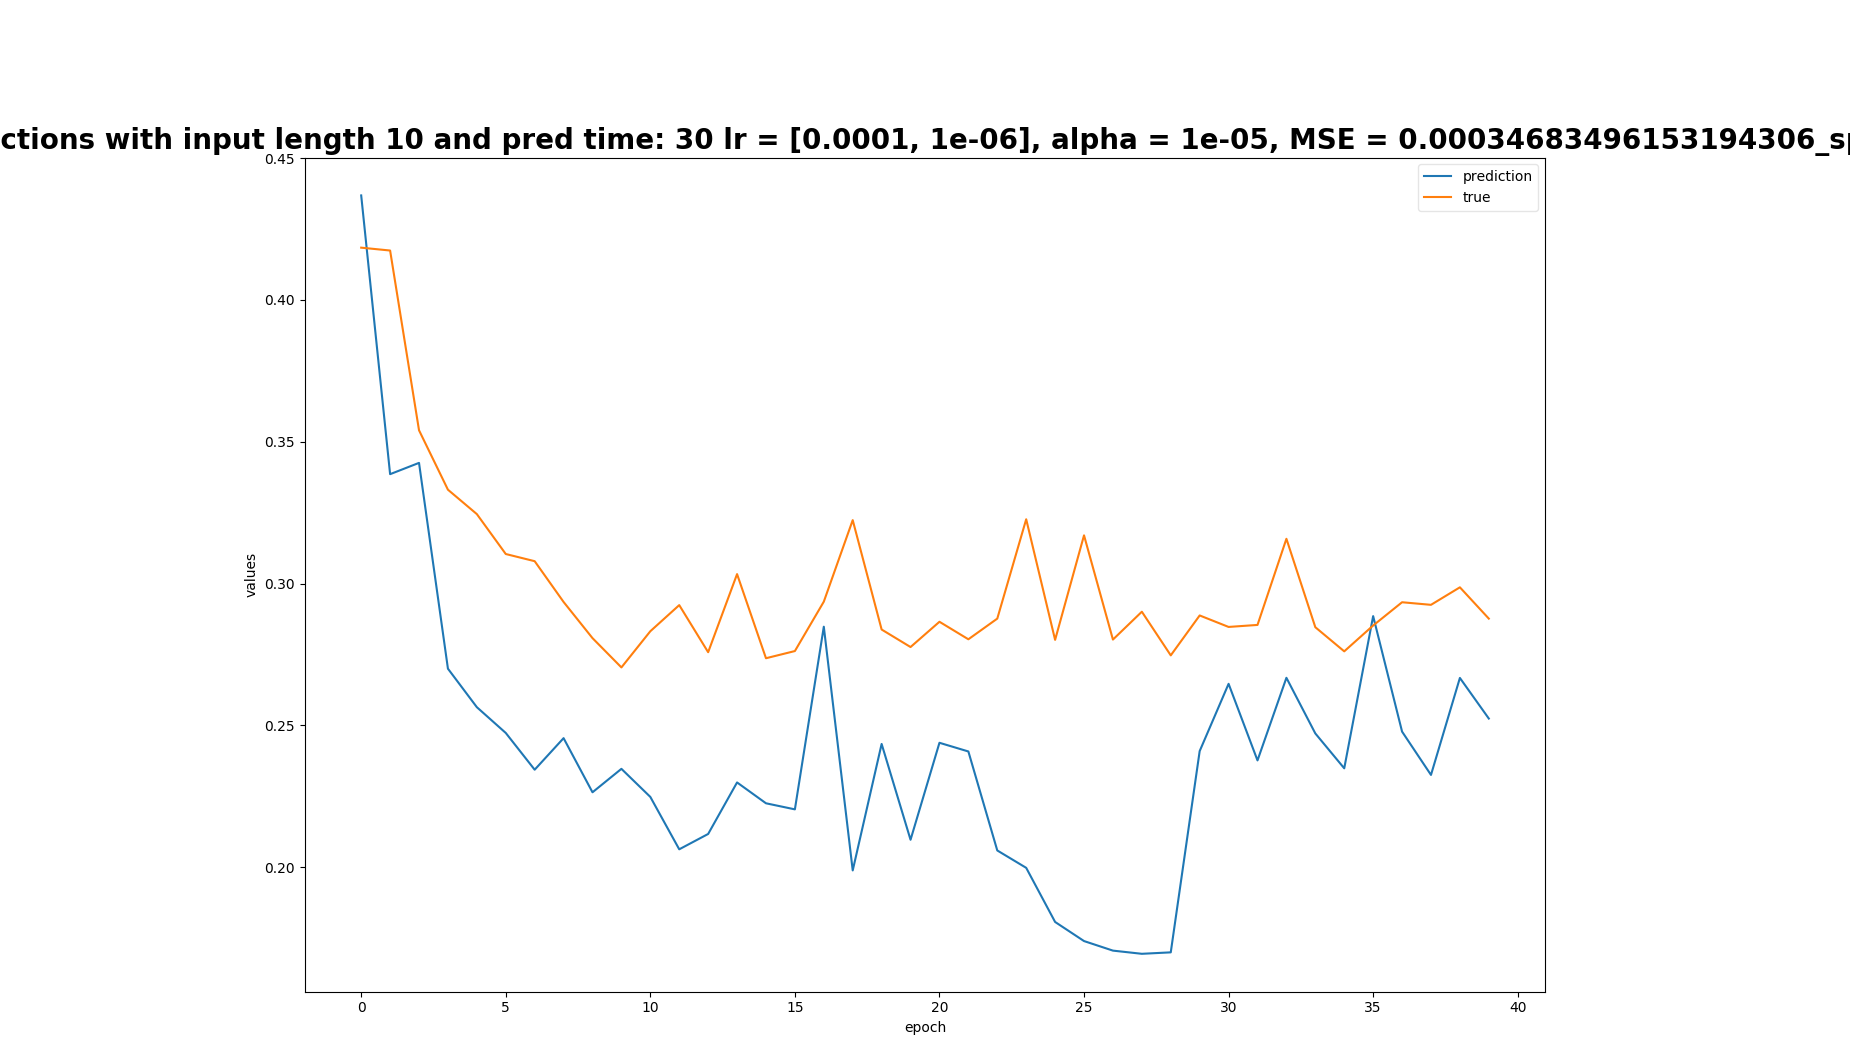 ctions with input length 10 and pred time: 30 lr = [0.0001, 1e-06], alpha = 1e-05, MSE = 0.00034683496153194306_sp
prediction
true
0.45
0.40
0.35
0.30
0.25
0.20
values
0 5 10 15 20 25 30 35 40
epoch